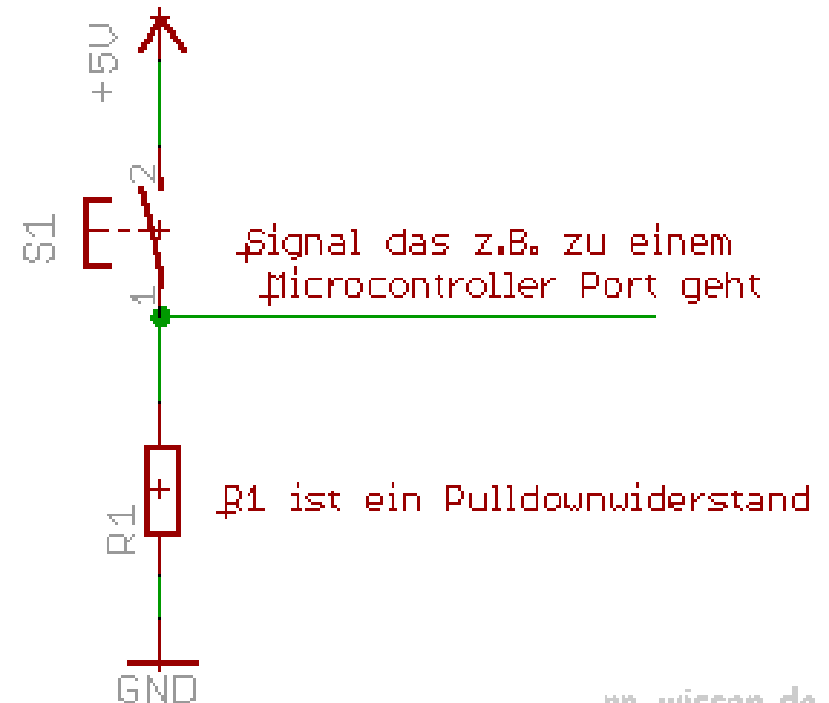 +5V
2
S1
Signal das z.B. zu einem
Microcontroller Port geht
1
R1 ist ein Pulldownwiderstand
R1
GND